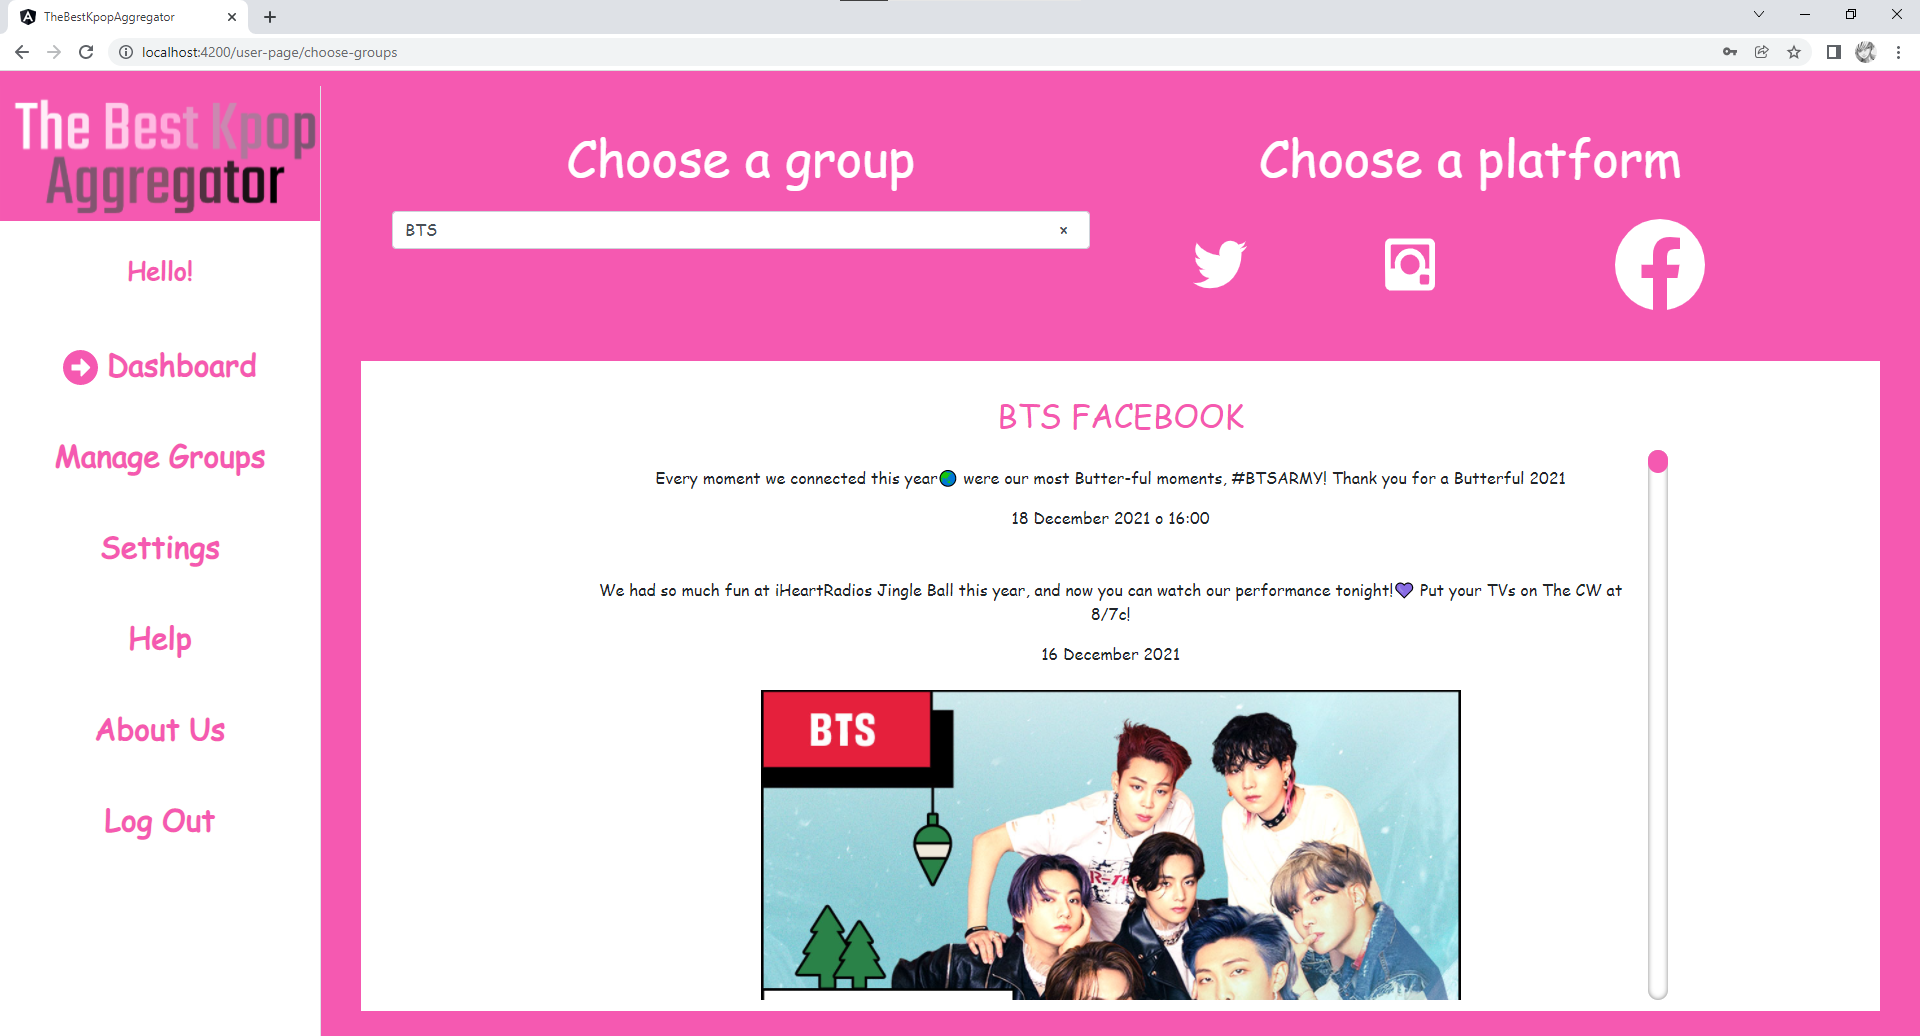 TheBestKpopAggregator
localhost:4200/user-page/choose-groups
The Best Kpop
Aggregator
Hello!
Dashboard
Manage Groups
Settings
Help
About Us
Log Out
Choose a group
BTS
Choose a platform
BTS FACEBOOK
Every moment we connected this year🌏 were our most Butter-ful moments, #BTSARMY! Thank you for a Butterful 2021
18 December 2021 o 16:00
We had so much fun at iHeartRadios Jingle Ball this year, and now you can watch our performance tonight!💜 Put your TVs on The CW at
8/7c!
16 December 2021
BTS